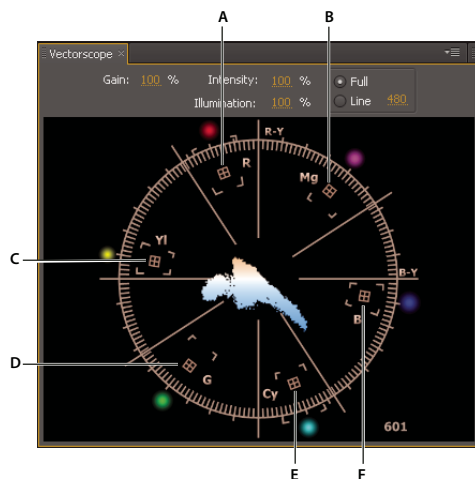 A
B
Vectorscope ×
Gain: 100 % Intensity: 100 % Full
Illumination: 100 % Line 480
R-Y
R
Mg
Yl
C
B-Y
B
D
G
Cy
601
E
F